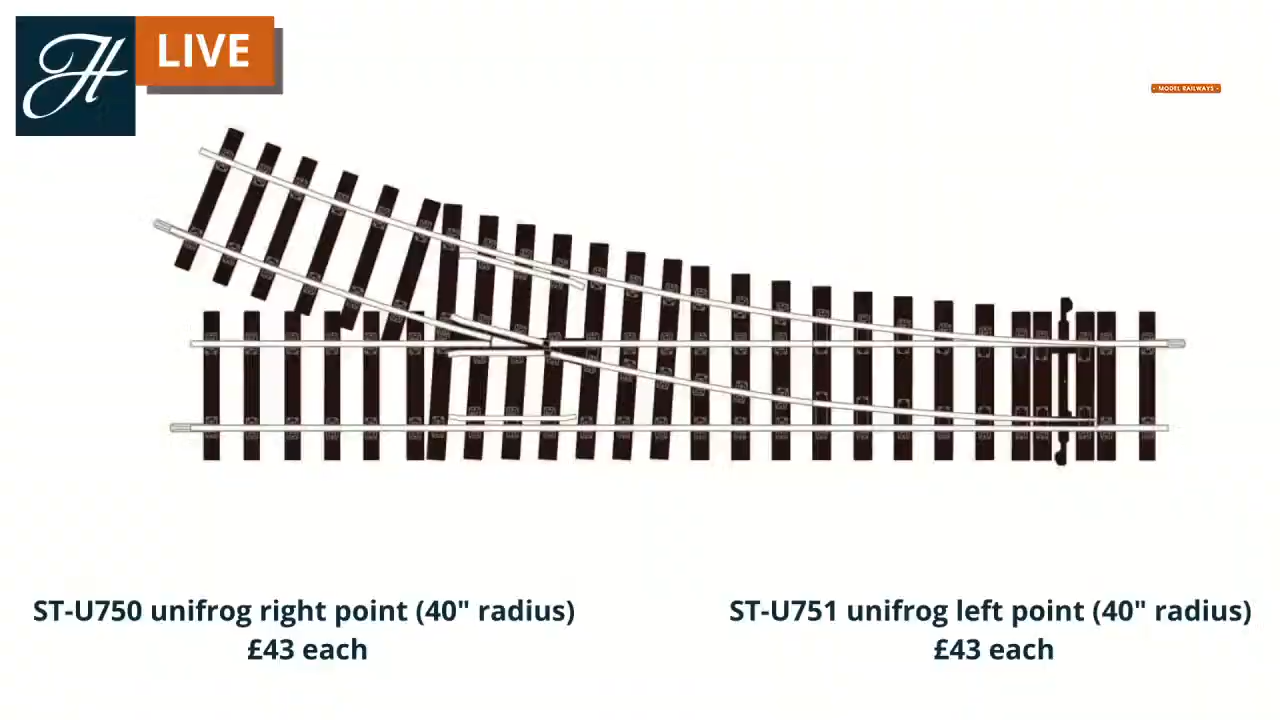 H LIVE
- MODEL RAILWAYS -
ST-U750 unifrog right point (40" radius)
£43 each
ST-U751 unifrog left point (40" radius)
£43 each